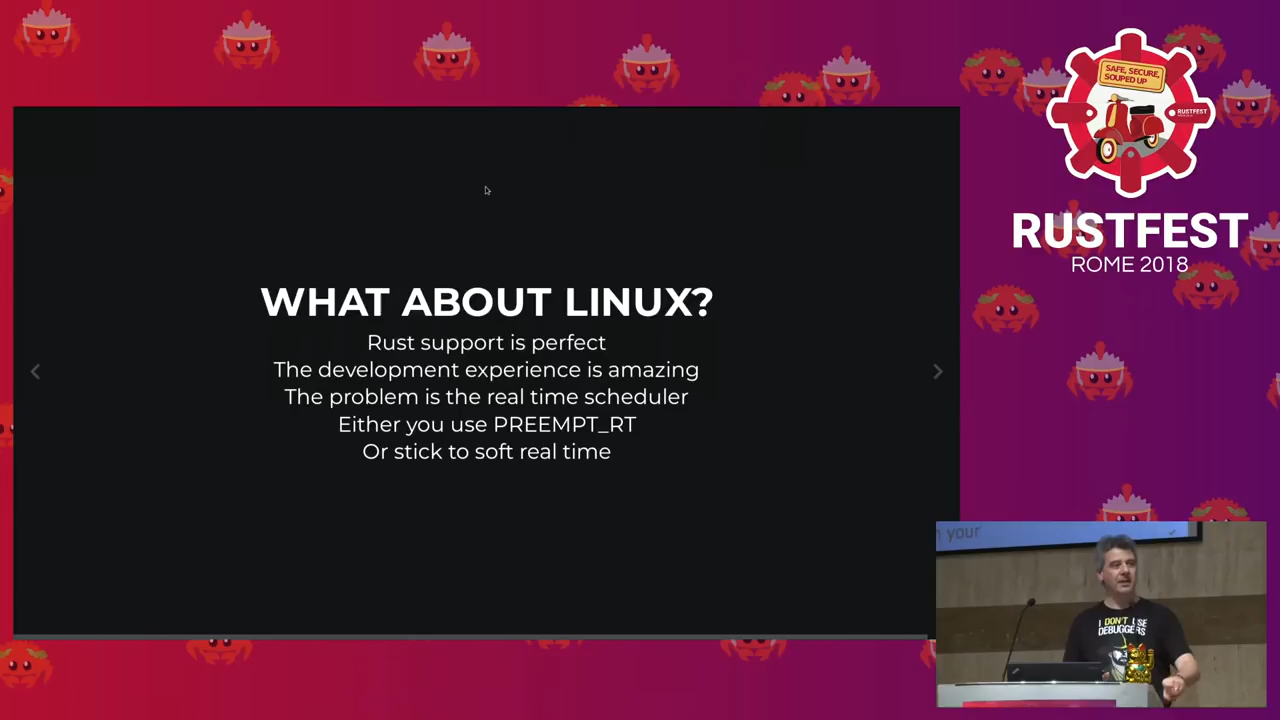 SAFE, SECURE,
SOUPED UP
RUSTFEST
RUSTFEST
ROME 2018
WHAT ABOUT LINUX?
Rust support is perfect
The development experience is amazing
The problem is the real time scheduler
Either you use PREEMPT_RT
Or stick to soft real time
your
I DON'T USE
DEBUGGERS